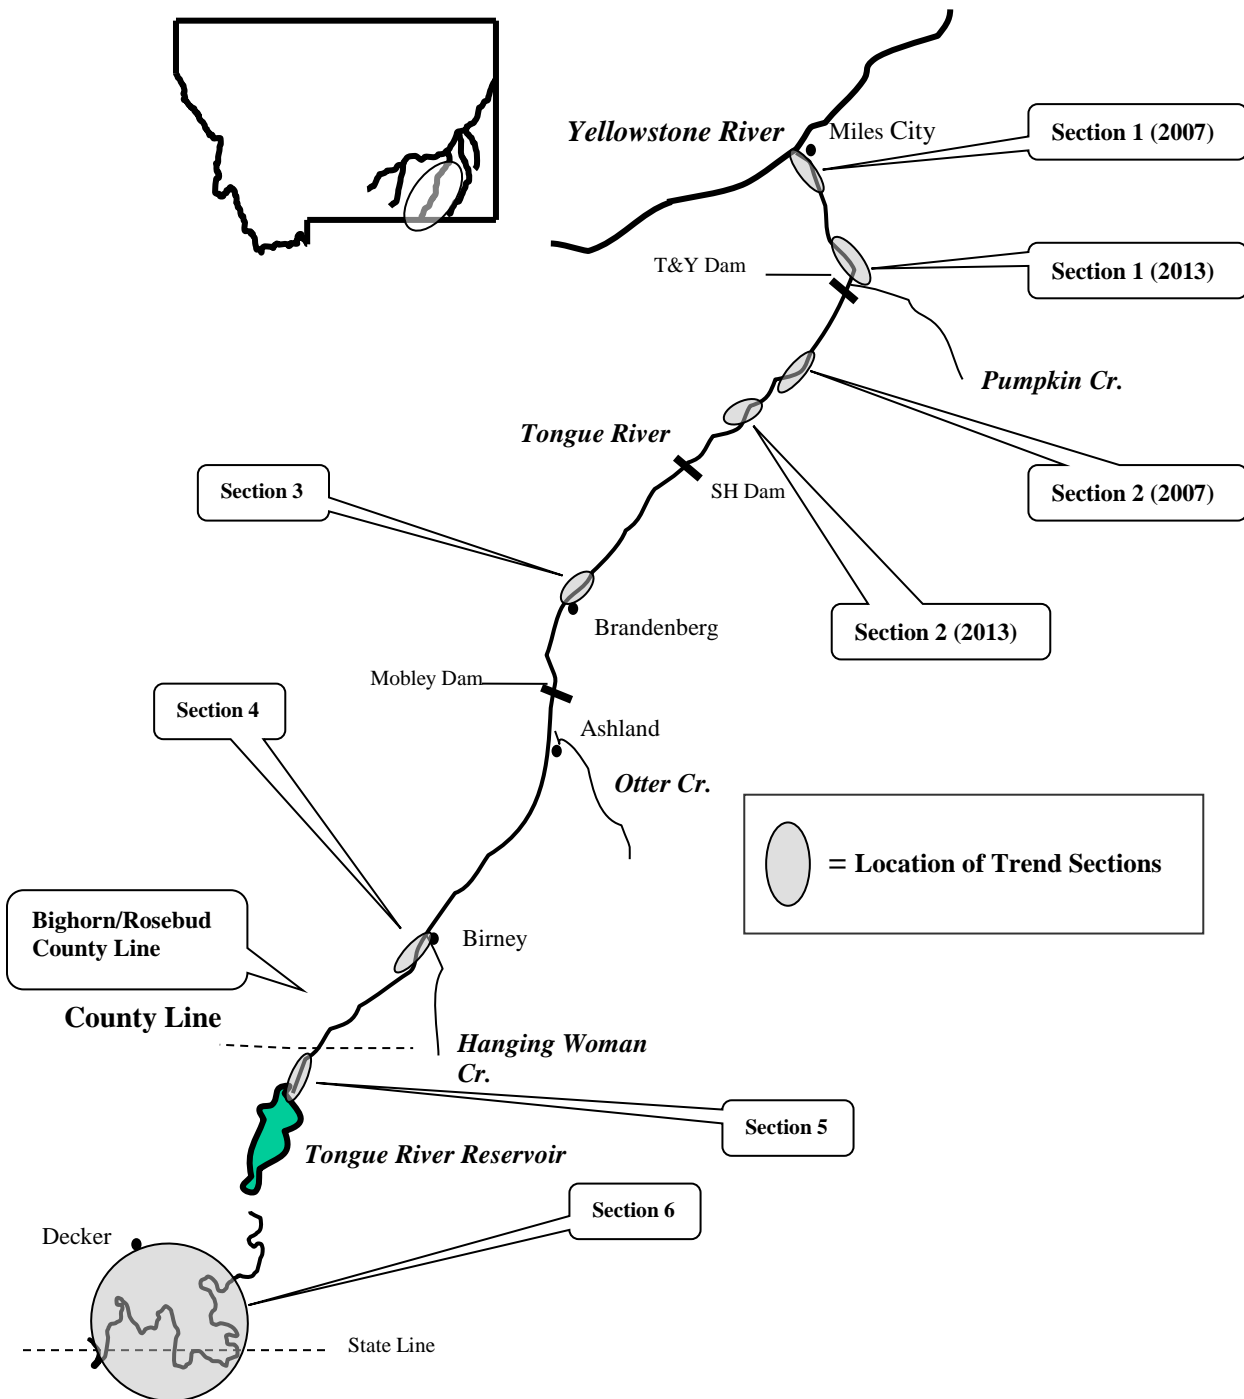 Yellowstone River
Miles City
Section 1 (2007)
T&Y Dam
Section 1 (2013)
Pumpkin Cr.
Tongue River
Section 3
SH Dam
Section 2 (2007)
Brandenberg
Section 2 (2013)
Mobley Dam
Section 4
Ashland
Otter Cr.
= Location of Trend Sections
Bighorn/Rosebud
County Line
Birney
County Line
Hanging Woman
Cr.
Section 5
Tongue River Reservoir
Section 6
Decker
State Line